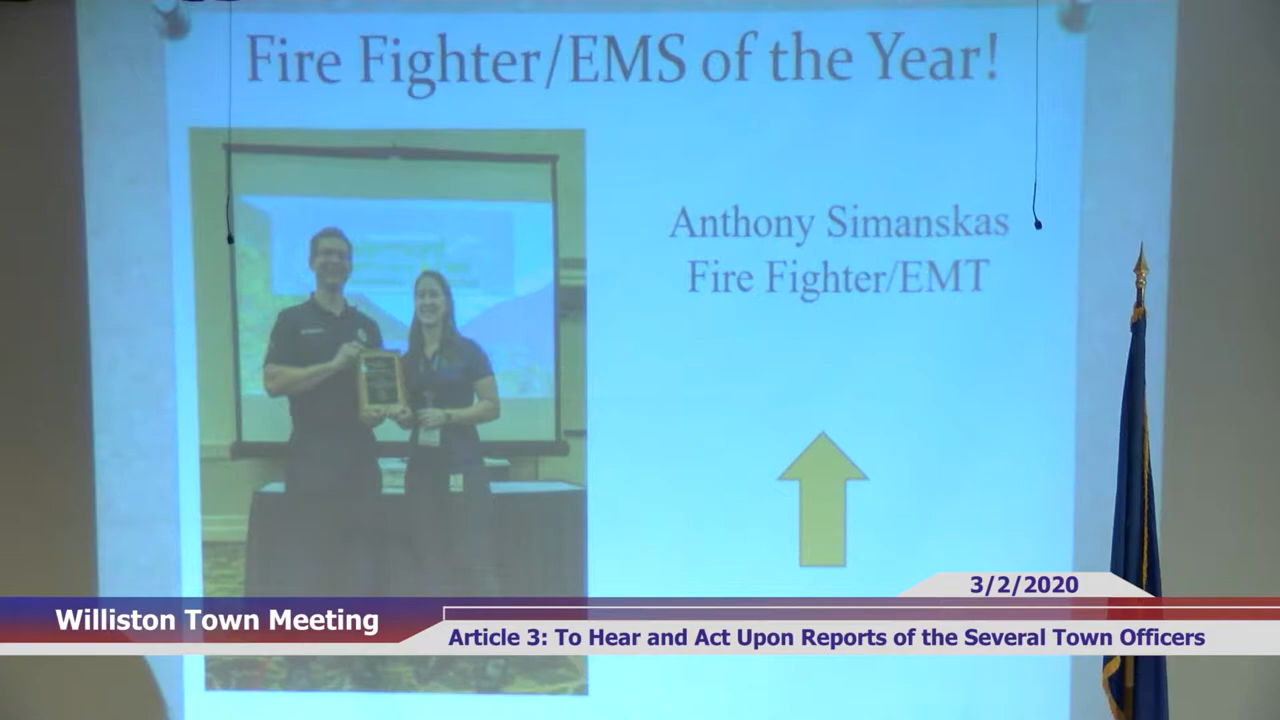 Fire Fighter/EMS of the Year!
Anthony Simanskas
Fire Fighter/EMT
3/2/2020
Williston Town Meeting
Article 3: To Hear and Act Upon Reports of the Several Town Officers